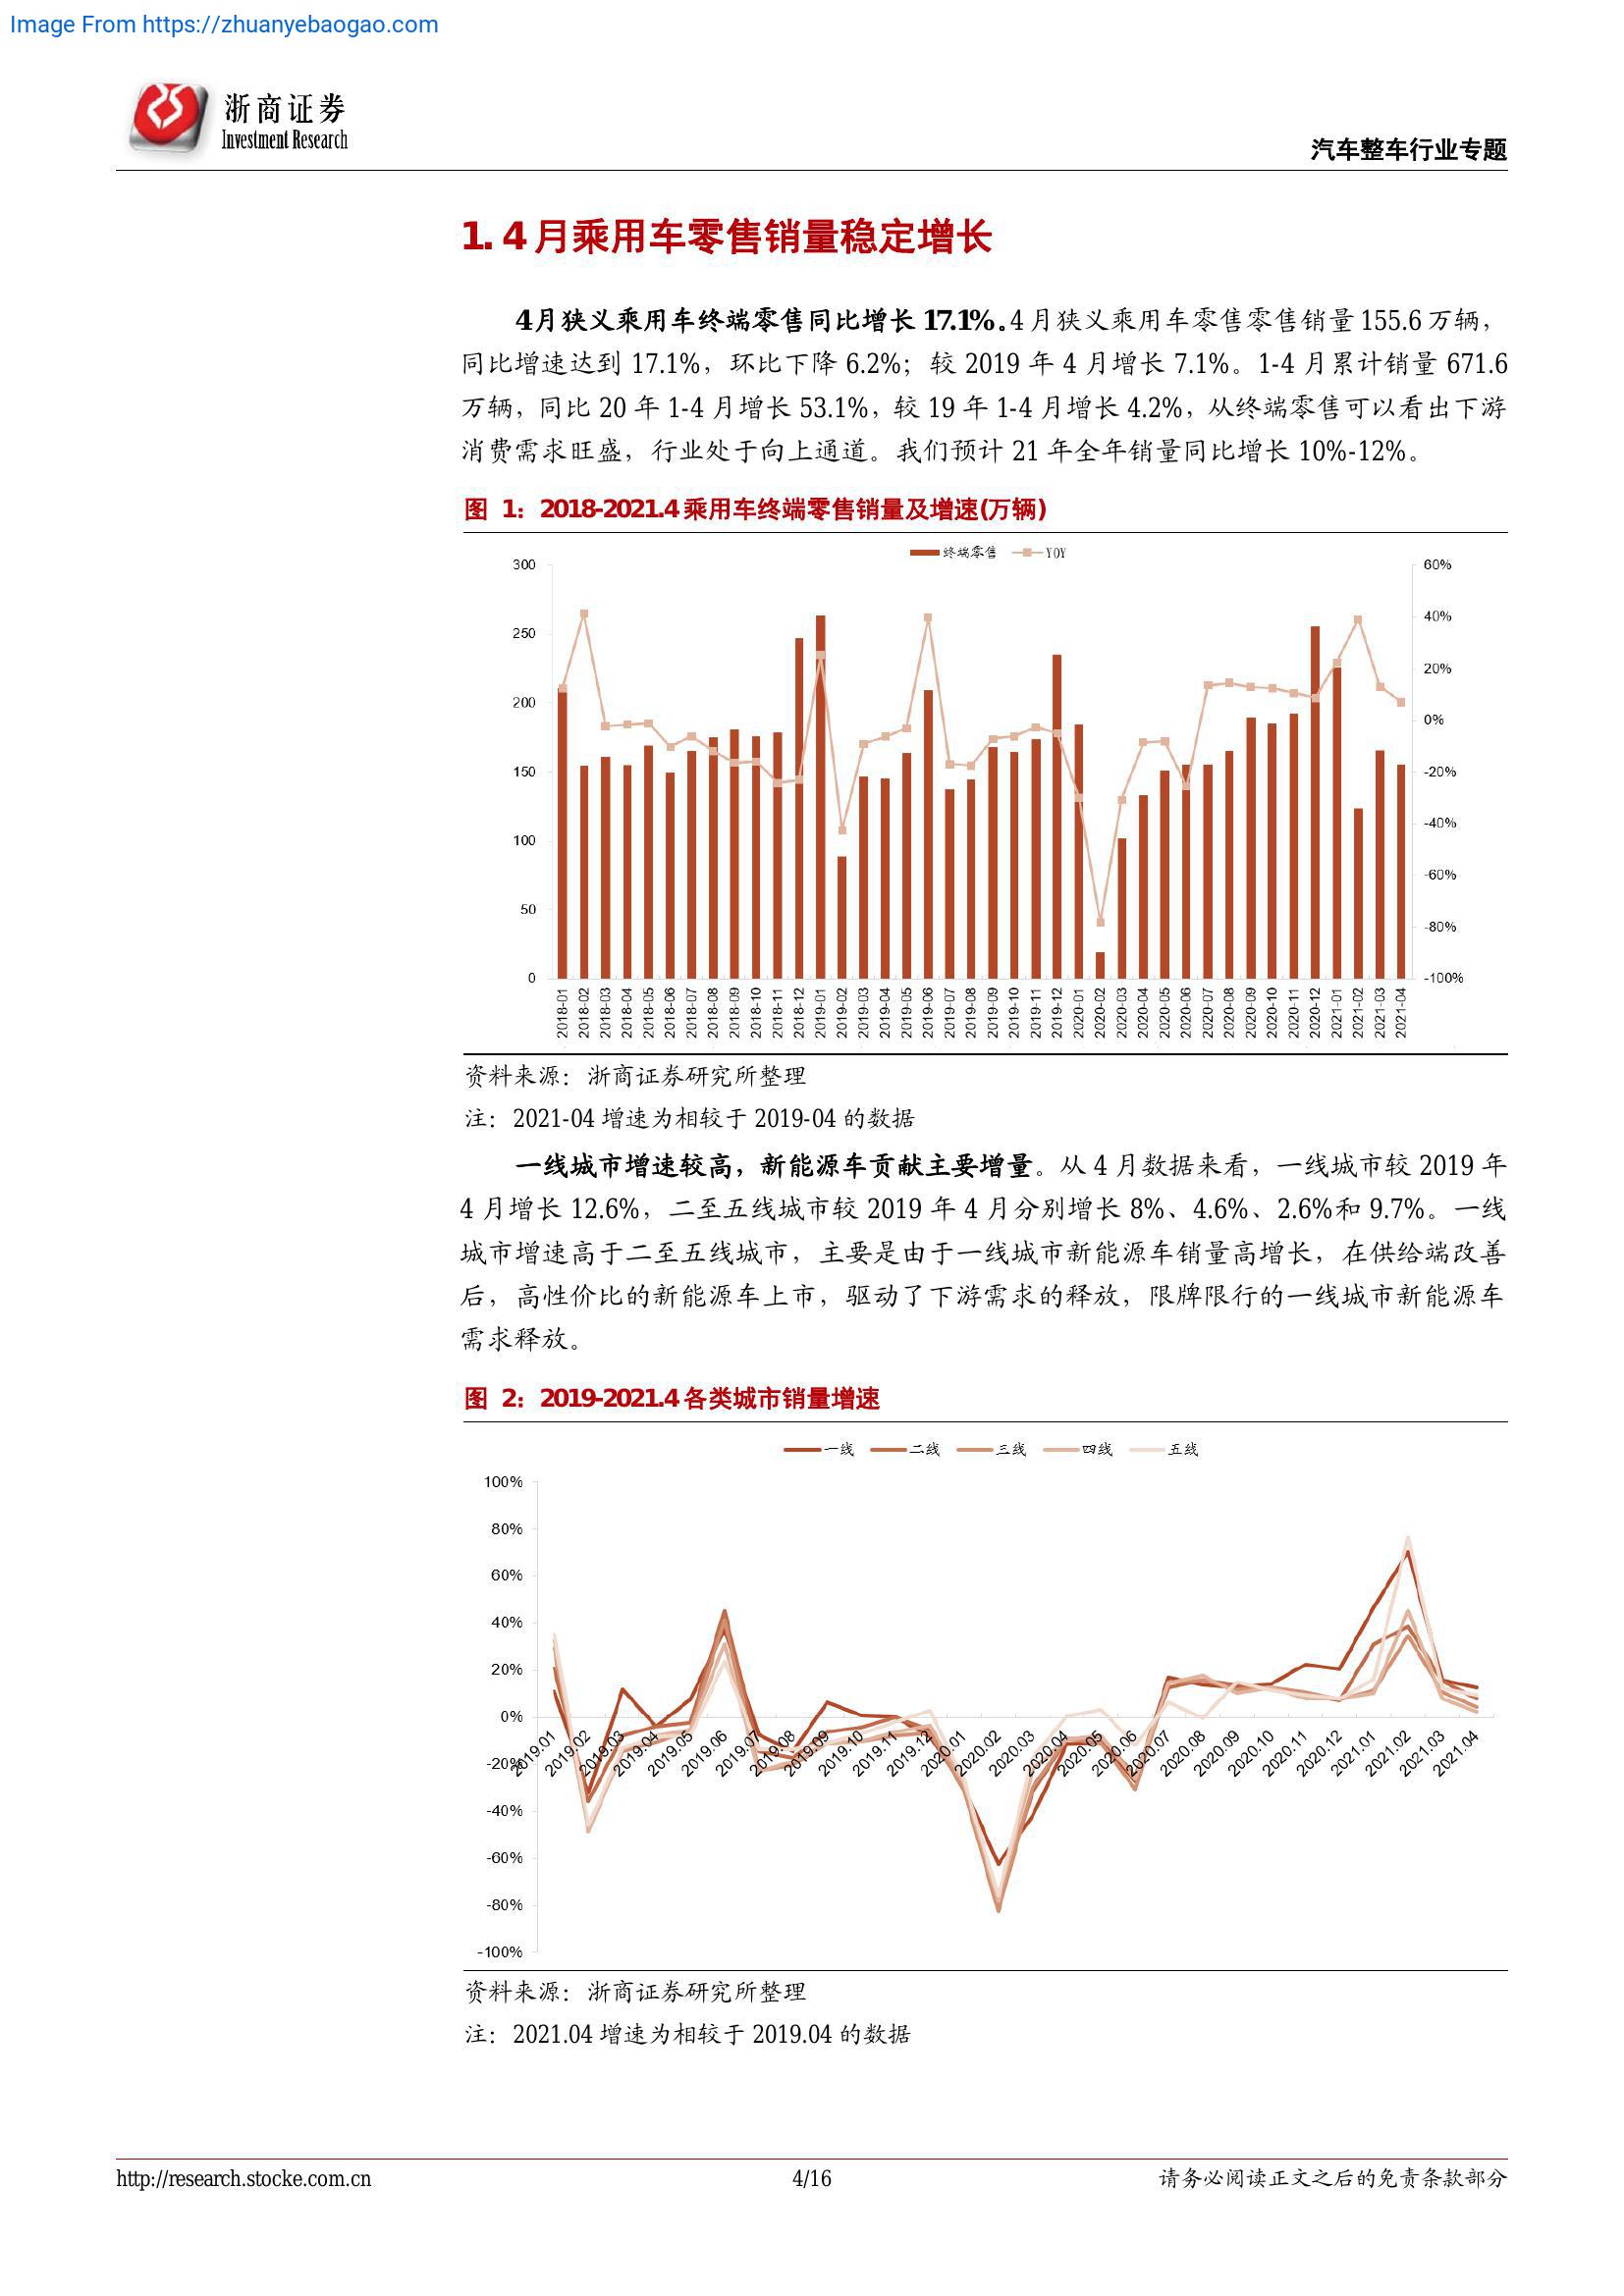 Image From https://zhuanyebaogao.com
浙商证券
Investment Research
汽车整车行业专题
1. 4 月乘用车零售销量稳定增长
4月狭义乘用车终端零售同比增长 17.1%。4 月狭义乘用车零售零售销量 155.6 万辆，
同比增速达到 17.1%，环比下降 6.2%；较 2019 年 4 月增长 7.1%。1-4 月累计销量 671.6
万辆，同比 20 年 1-4 月增长 53.1%，较 19 年 1-4 月增长 4.2%，从终端零售可以看出下游
消费需求旺盛，行业处于向上通道。我们预计 21 年全年销量同比增长 10%-12%。
图 1：2018-2021.4 乘用车终端零售销量及增速(万辆)
终端零售 YOY
300 60%
250 40%
20%
200 0%
150 -20%
100 -40%
-60%
50 -80%
0 -100%
2018-01 2018-02 2018-03 2018-04 2018-05 2018-06 2018-07 2018-08 2018-09 2018-10 2018-11 2018-12 2019-01 2019-02 2019-03 2019-04 2019-05 2019-06 2019-07 2019-08 2019-09 2019-10 2019-11 2019-12 2020-01 2020-02 2020-03 2020-04 2020-05 2020-06 2020-07 2020-08 2020-09 2020-10 2020-11 2020-12 2021-01 2021-02 2021-03 2021-04
资料来源：浙商证券研究所整理
注：2021-04 增速为相较于 2019-04 的数据
一线城市增速较高，新能源车贡献主要增量。从 4 月数据来看，一线城市较 2019 年
4 月增长 12.6%，二至五线城市较 2019 年 4 月分别增长 8%、4.6%、2.6%和 9.7%。一线
城市增速高于二至五线城市，主要是由于一线城市新能源车销量高增长，在供给端改善
后，高性价比的新能源车上市，驱动了下游需求的释放，限牌限行的一线城市新能源车
需求释放。
图 2：2019-2021.4 各类城市销量增速
一线 二线 三线 四线 五线
100%
80%
60%
40%
20%
0%
-20%
-40%
-60%
-80%
-100%
2019.01 2019.02 2019.03 2019.04 2019.05 2019.06 2019.07 2019.08 2019.09 2019.10 2019.11 2019.12 2020.01 2020.02 2020.03 2020.04 2020.05 2020.06 2020.07 2020.08 2020.09 2020.10 2020.11 2020.12 2021.01 2021.02 2021.03 2021.04
资料来源：浙商证券研究所整理
注：2021.04 增速为相较于 2019.04 的数据
http://research.stocke.com.cn
4/16
请务必阅读正文之后的免责条款部分